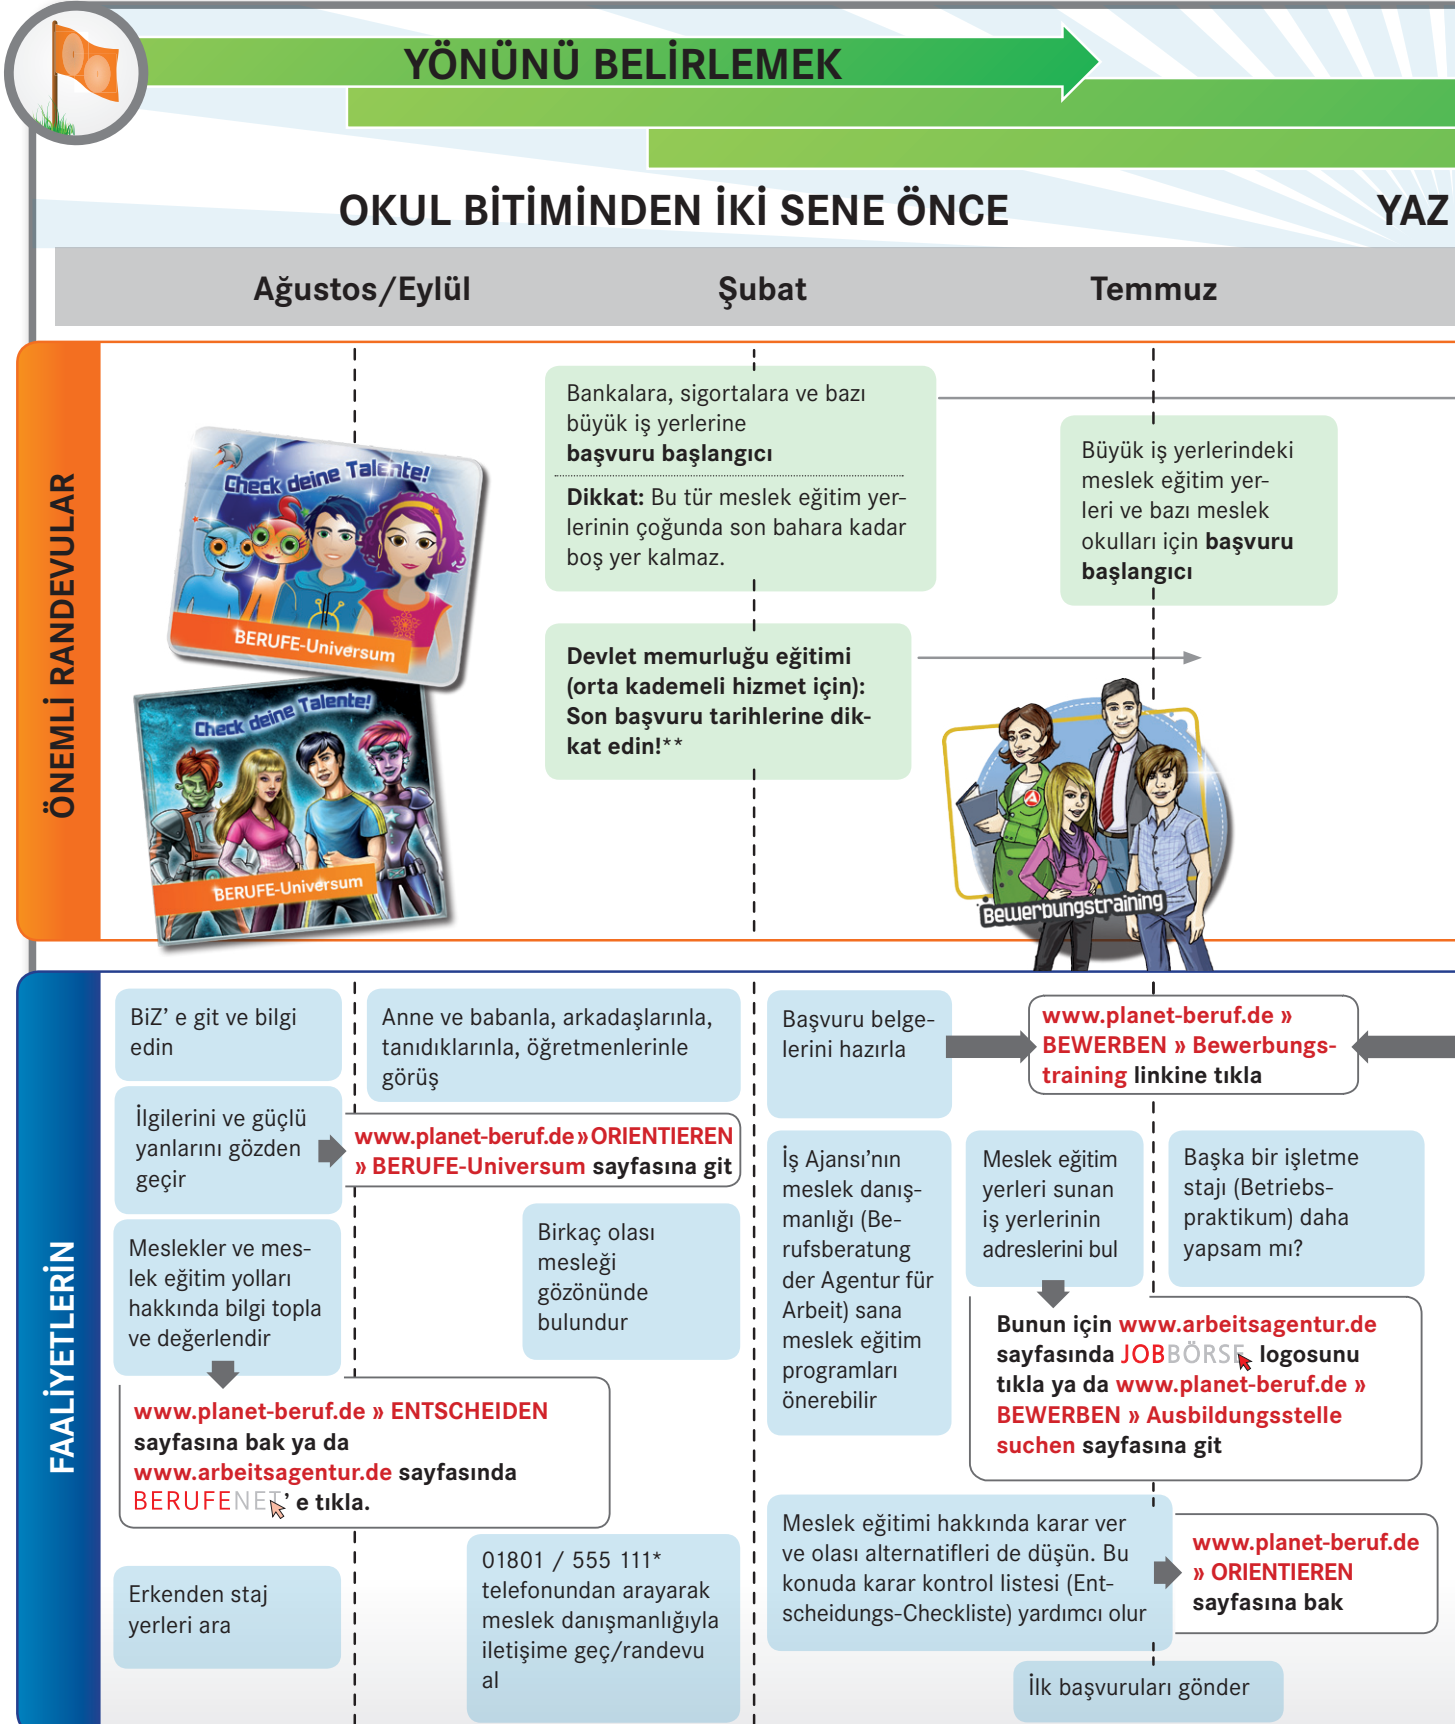 YÖNÜNÜ BELİRLEMEK
OKUL BİTİMİNDEN İKİ SENE ÖNCE
YAZ
Ağustos/Eylül
Şubat
Temmuz
ÖNEMLİ RANDEVULAR
Check deine Talente!
BERUFE-Universum
Check deine Talente!
BERUFE-Universum
Bankalara, sigortalara ve bazı
büyük iş yerlerine
başvuru başlangıcı
Dikkat: Bu tür meslek eğitim yer-
lerinin çoğunda son bahara kadar
boş yer kalmaz.
Devlet memurluğu eğitimi
(orta kademeli hizmet için):
Son başvuru tarihlerine dik-
kat edin!**
Büyük iş yerlerindeki
meslek eğitim yer-
leri ve bazı meslek
okulları için başvuru
başlangıcı
Bewerbungstraining
FAALİYETLERİN
BiZ' e git ve bilgi
edin
Anne ve babanla, arkadaşlarınla,
tanıdıklarınla, öğretmenlerinle
görüş
İlgilerini ve güçlü
yanlarını gözden
geçir
www.planet-beruf.de » ORIENTIEREN
» BERUFE-Universum sayfasına git
Meslekler ve mes-
lek eğitim yolları
hakkında bilgi topla
ve değerlendir
Birkaç olası
mesleği
gözönünde
bulundur
www.planet-beruf.de » ENTSCHEIDEN
sayfasına bak ya da
www.arbeitsagentur.de sayfasında
BERUFENET' e tıkla.
Erkenden staj
yerleri ara
01801 / 555 111*
telefonundan arayarak
meslek danışmanlığıyla
iletişime geç/randevu
al
Başvuru belge-
lerini hazırla
www.planet-beruf.de »
BEWERBEN » Bewerbungs-
training linkine tıkla
İş Ajansı'nın
meslek danış-
manlığı (Be-
rufsberatung
der Agentur für
Arbeit) sana
meslek eğitim
programları
önerebilir
Meslek eğitim
yerleri sunan
iş yerlerinin
adreslerini bul
Başka bir işletme
stajı (Betriebs-
praktikum) daha
yapsam mı?
Bunun için www.arbeitsagentur.de
sayfasında JOBBÖRSE logosunu
tıkla ya da www.planet-beruf.de »
BEWERBEN » Ausbildungsstelle
suchen sayfasına git
Meslek eğitimi hakkında karar ver
ve olası alternatifleri de düşün. Bu
konuda karar kontrol listesi (Ent-
scheidungs-Checkliste) yardımcı olur
www.planet-beruf.de
» ORIENTIEREN
sayfasına bak
İlk başvuruları gönder